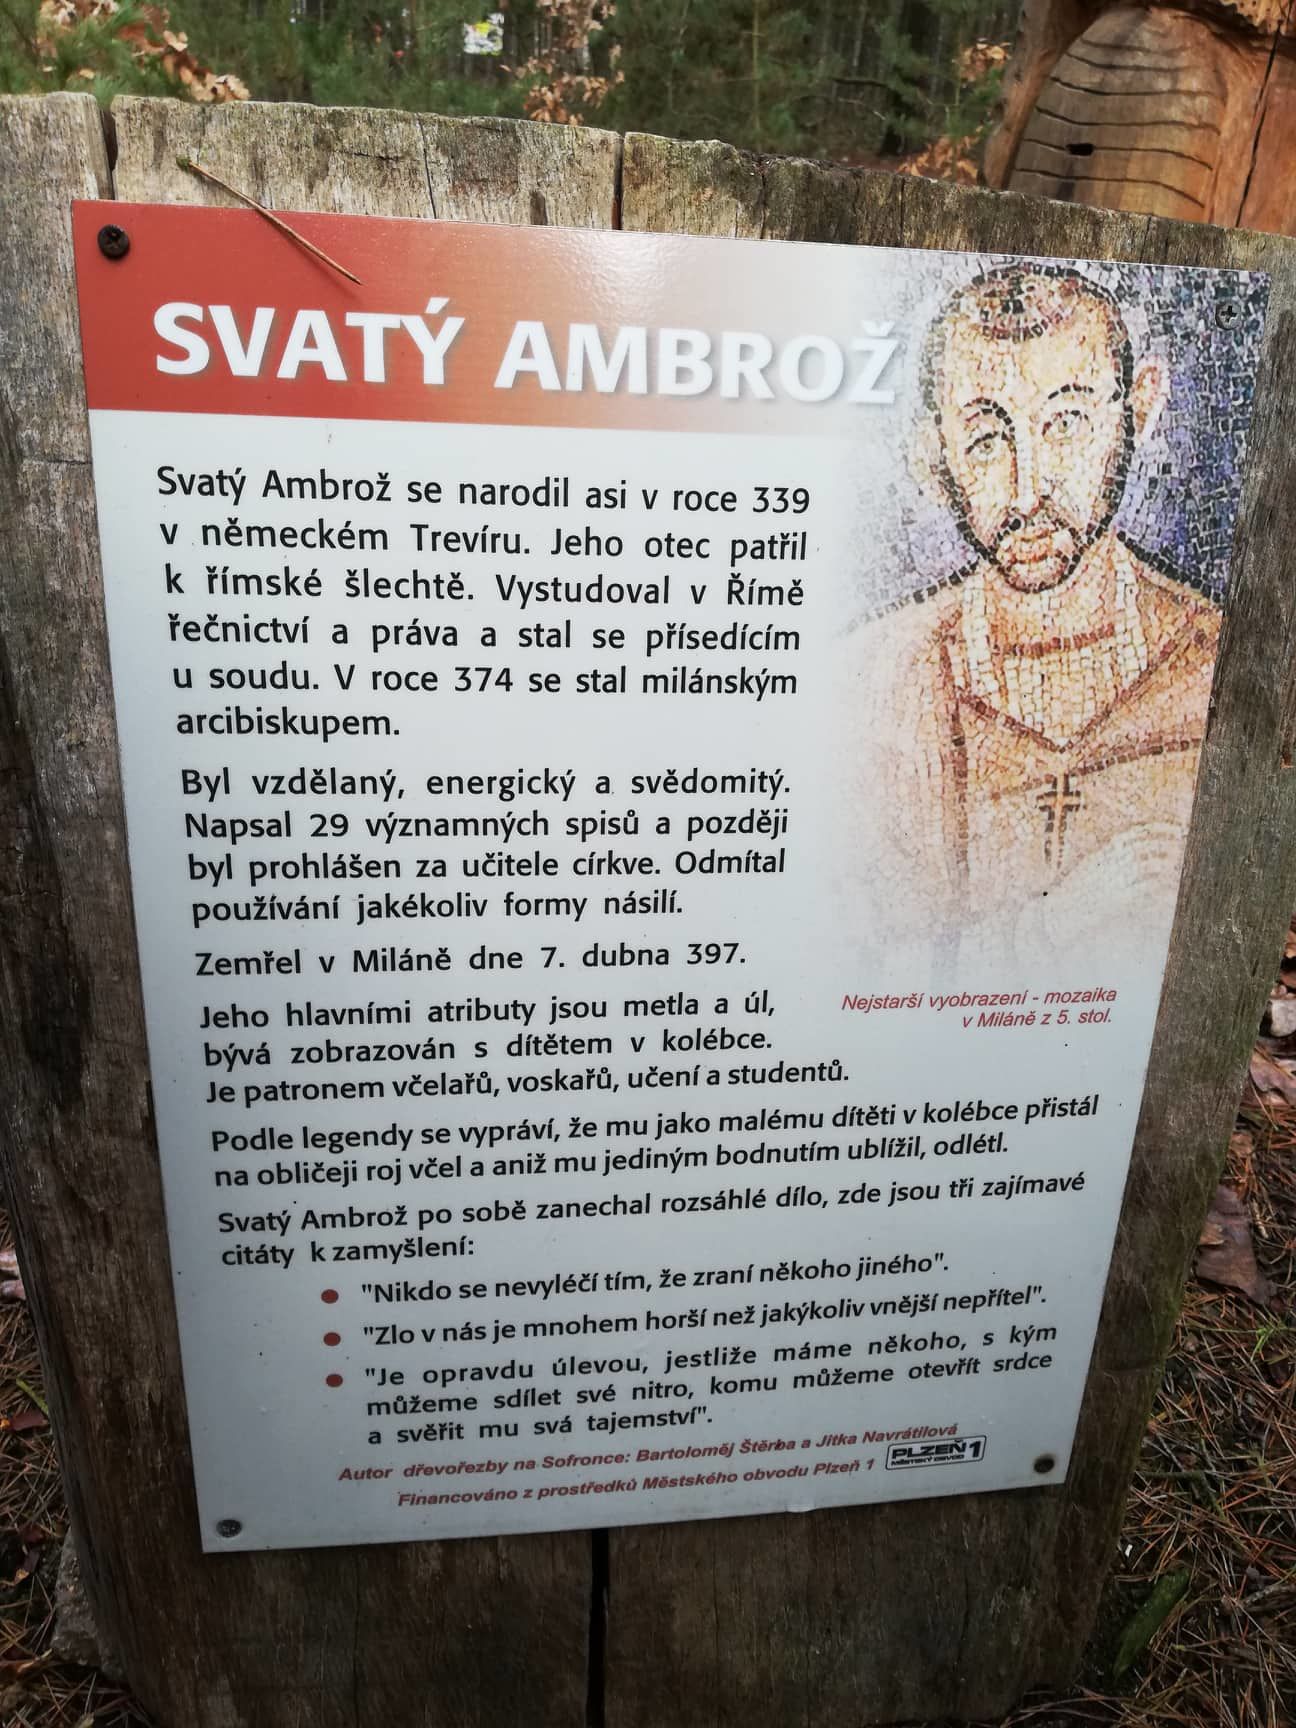 SVATÝ AMBROŽ
Svatý Ambrož se narodil asi v roce 339
v německém Trevíru. Jeho otec patřil
k římské šlechtě. Vystudoval v Římě
řečnictví a práva a stal se přísedícím
u soudu. V roce 374 se stal milánským
arcibiskupem.
Byl vzdělaný, energický a svědomitý.
Napsal 29 významných spisů a později
byl prohlášen za učitele církve. Odmítal
používání jakékoliv formy násilí.
Zemřel v Miláně dne 7. dubna 397.
Jeho hlavními atributy jsou metla a úl,
bývá zobrazován s dítětem v kolébce.
Je patronem včelařů, voskařů, učení a studentů.
Nejstarší vyobrazení - mozaika
v Miláně z 5. stol.
Podle legendy se vypráví, že mu jako malému dítěti v kolébce přistál
na obličeji roj včel a aniž mu jediným bodnutím ublížil, odlétl.
Svatý Ambrož po sobě zanechal rozsáhlé dílo, zde jsou tři zajímavé
citáty k zamyšlení:
"Nikdo se nevyléčí tím, že zraní někoho jiného".
"Zlo v nás je mnohem horší než jakýkoliv vnější nepřítel".
"Je opravdu úlevou, jestliže máme někoho, s kým
můžeme sdílet své nitro, komu můžeme otevřít srdce
a svěřit mu svá tajemství".
Autor dřevořezby na Sofronce: Bartoloměj Štěrba a Jitka Navrátilová
Financováno z prostředků Městského obvodu Plzeň 1
PLZEŇ 1
MĚSTSKÝ OBVOD